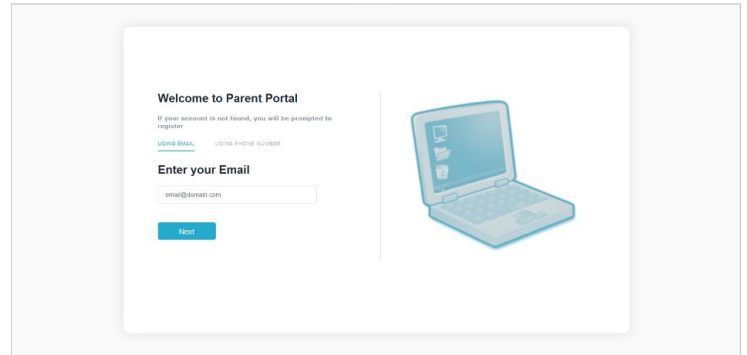 Welcome to Parent Portal
If your account is not found, you will be prompted to
register
USING EMAIL USING PHONE NUMBER
Enter your Email
email@domain.com
Next